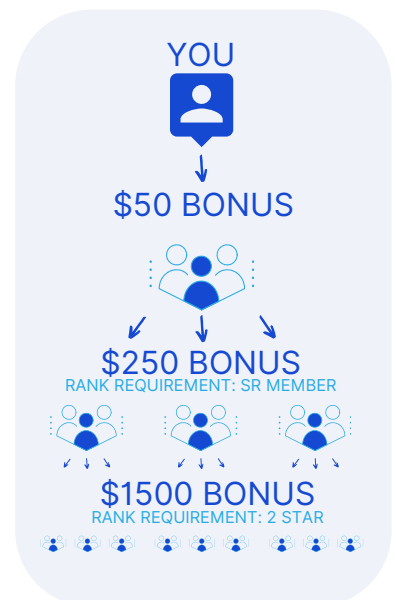 YOU
$50 BONUS
$250 BONUS
RANK REQUIREMENT: SR MEMBER
$1500 BONUS
RANK REQUIREMENT: 2 STAR